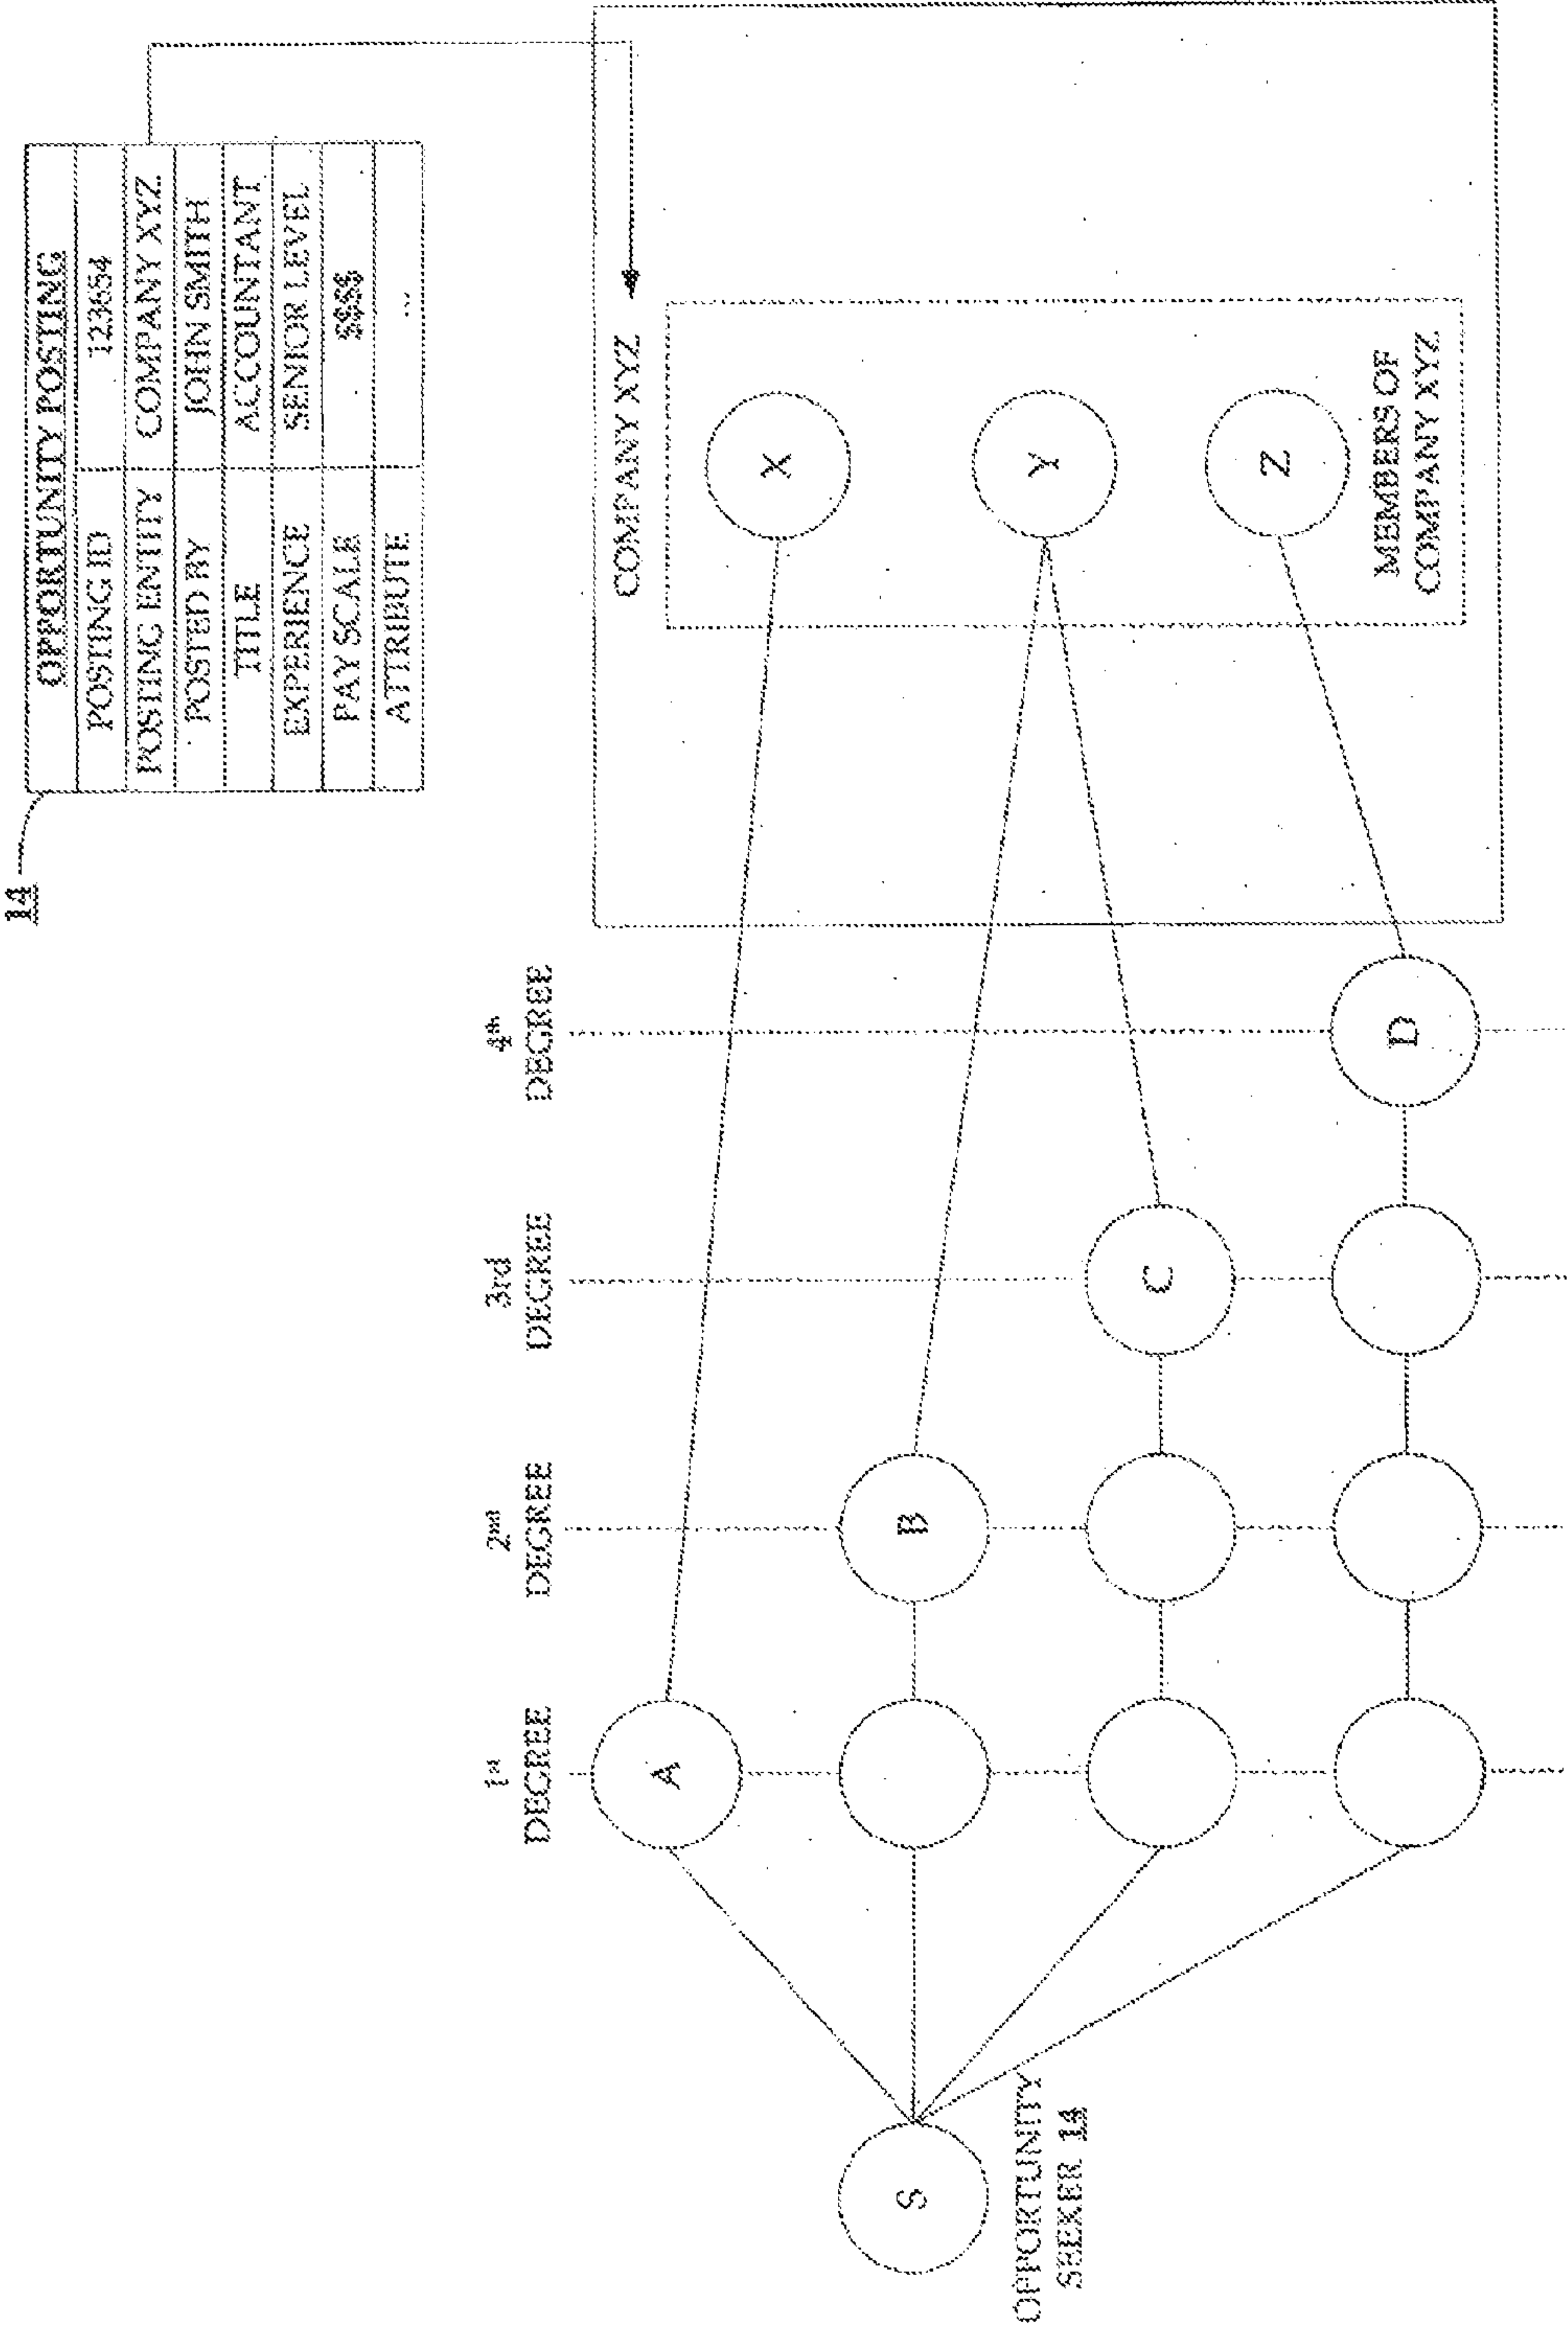 14
OPPORTUNITY POSTING
POSTING ID 123654
POSTING ENTITY COMPANY XYZ
POSTED BY JOHN SMITH
TITLE ACCOUNTANT
EXPERIENCE SENIOR LEVEL
PAY SCALE $$$$
ATTRIBUTE ...
1st
DEGREE
2nd
DEGREE
3rd
DEGREE
4th
DEGREE
COMPANY XYZ
A
B
C
D
X
Y
Z
S
MEMBERS OF
COMPANY XYZ
OPPORTUNITY
SEEKER 14